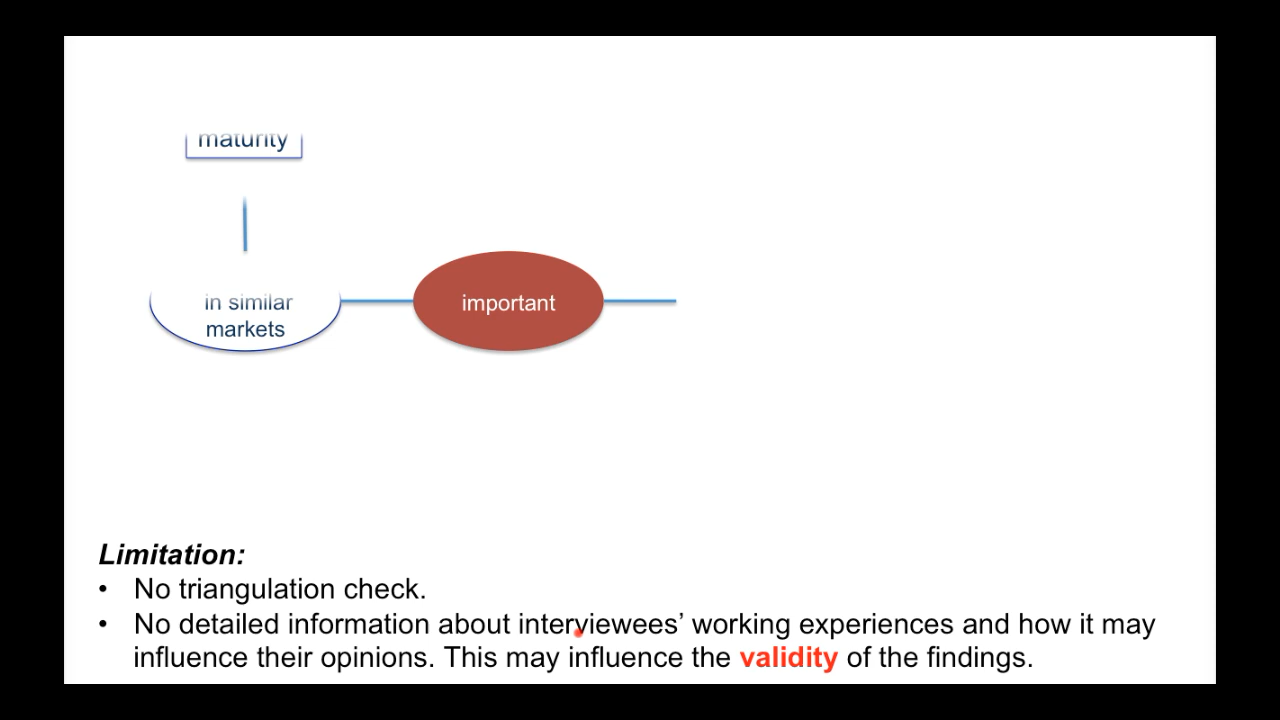 maturity
in similar
markets
important
Limitation:
• No triangulation check.
• No detailed information about interviewees’ working experiences and how it may
influence their opinions. This may influence the validity of the findings.